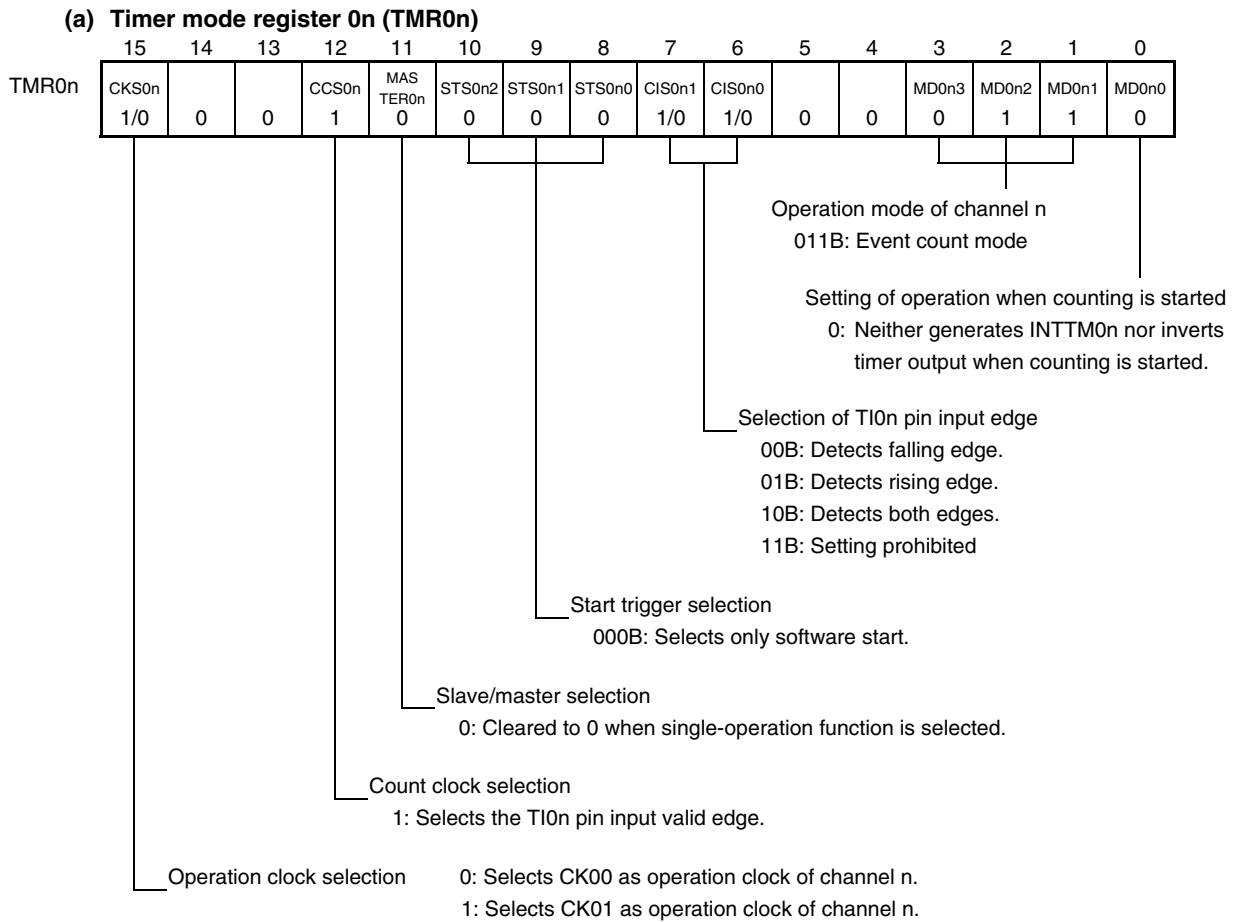 (a) Timer mode register 0n (TMR0n)
15 14 13 12 11 10 9 8 7 6 5 4 3 2 1 0
TMR0n
CKS0n CCS0n MAS TER0n STS0n2 STS0n1 STS0n0 CIS0n1 CIS0n0 MD0n3 MD0n2 MD0n1 MD0n0
1/0 0 0 1 0 0 0 0 1/0 1/0 0 0 0 1 1 0
Operation mode of channel n
011B: Event count mode
Setting of operation when counting is started
0: Neither generates INTTM0n nor inverts
timer output when counting is started.
Selection of TI0n pin input edge
00B: Detects falling edge.
01B: Detects rising edge.
10B: Detects both edges.
11B: Setting prohibited
Start trigger selection
000B: Selects only software start.
Slave/master selection
0: Cleared to 0 when single-operation function is selected.
Count clock selection
1: Selects the TI0n pin input valid edge.
Operation clock selection 0: Selects CK00 as operation clock of channel n.
1: Selects CK01 as operation clock of channel n.